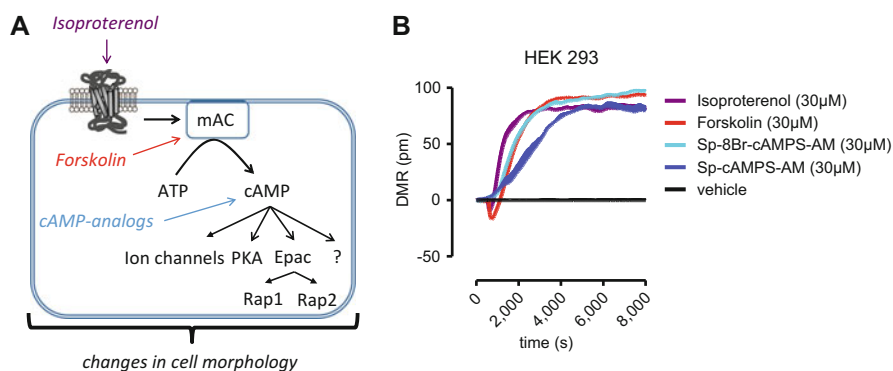 A
Isoproterenol
mAC
Forskolin
ATP
cAMP
cAMP-analogs
Ion channels PKA Epac ?
Rap1 Rap2
changes in cell morphology
B
HEK 293
DMR (pm)
100
50
0
-50
0
2,000
4,000
6,000
8,000
time (s)
Isoproterenol (30µM)
Forskolin (30µM)
Sp-8Br-cAMPS-AM (30µM)
Sp-cAMPS-AM (30µM)
vehicle